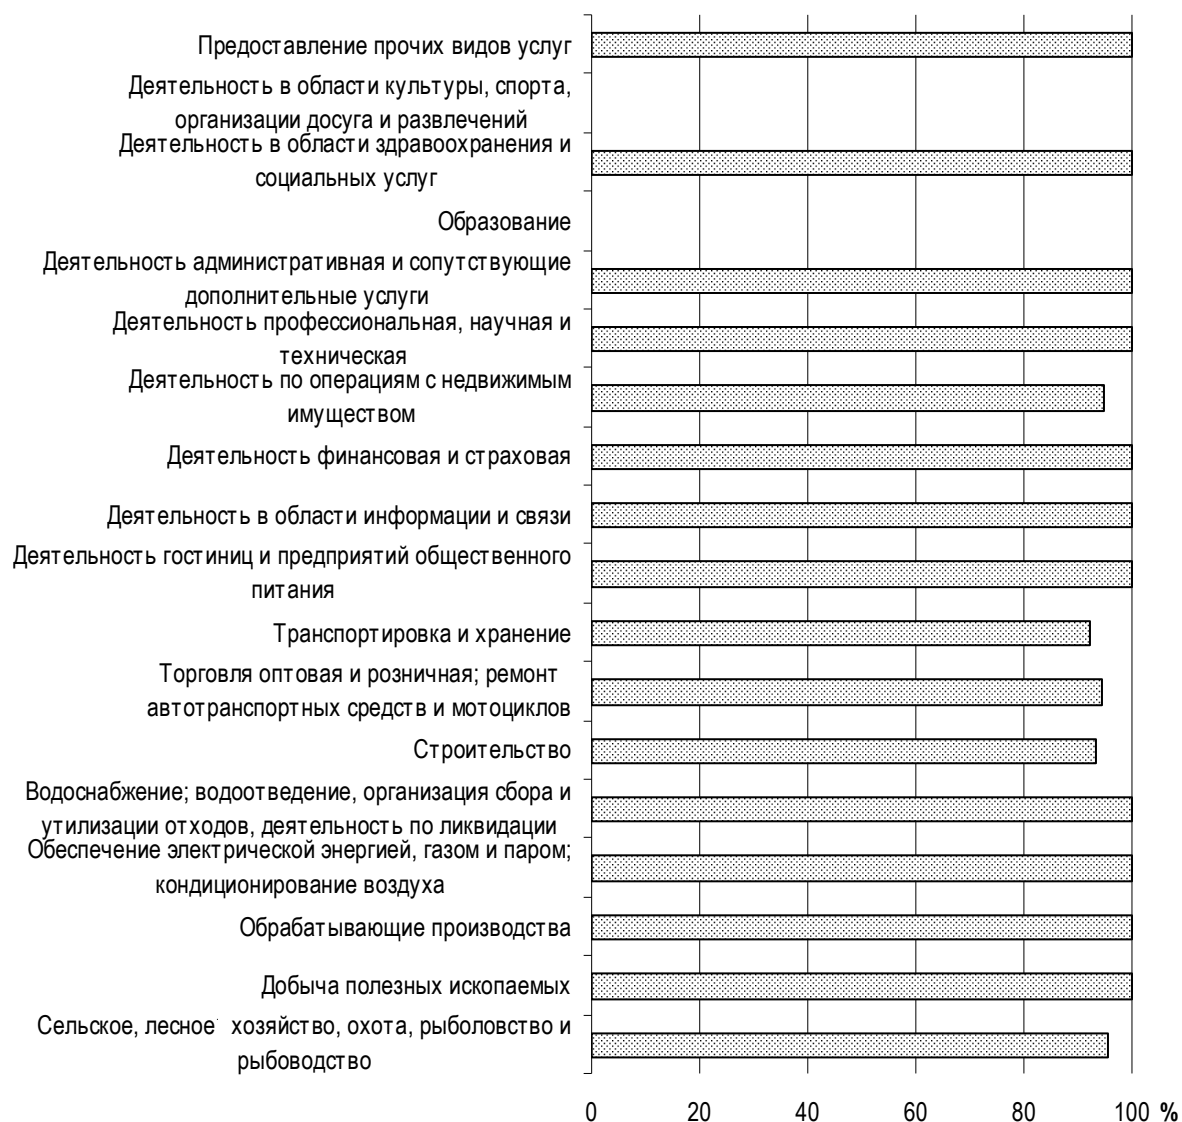 Предоставление прочих видов услуг
Деятельность в области культуры, спорта,
организации досуга и развлечений
Деятельность в области здравоохранения и
социальных услуг
Образование
Деятельность административная и сопутствующие
дополнительные услуги
Деятельность профессиональная, научная и
техническая
Деятельность по операциям с недвижимым
имуществом
Деятельность финансовая и страховая
Деятельность в области информации и связи
Деятельность гостиниц и предприятий общественного
питания
Транспортировка и хранение
Торговля оптовая и розничная; ремонт
автотранспортных средств и мотоциклов
Строительство
Водоснабжение; водоотведение, организация сбора и
утилизации отходов, деятельность по ликвидации
Обеспечение электрической энергией, газом и паром;
кондиционирование воздуха
Обрабатывающие производства
Добыча полезных ископаемых
Сельское, лесное хозяйство, охота, рыболовство и
рыбоводство
0 20 40 60 80 100 %